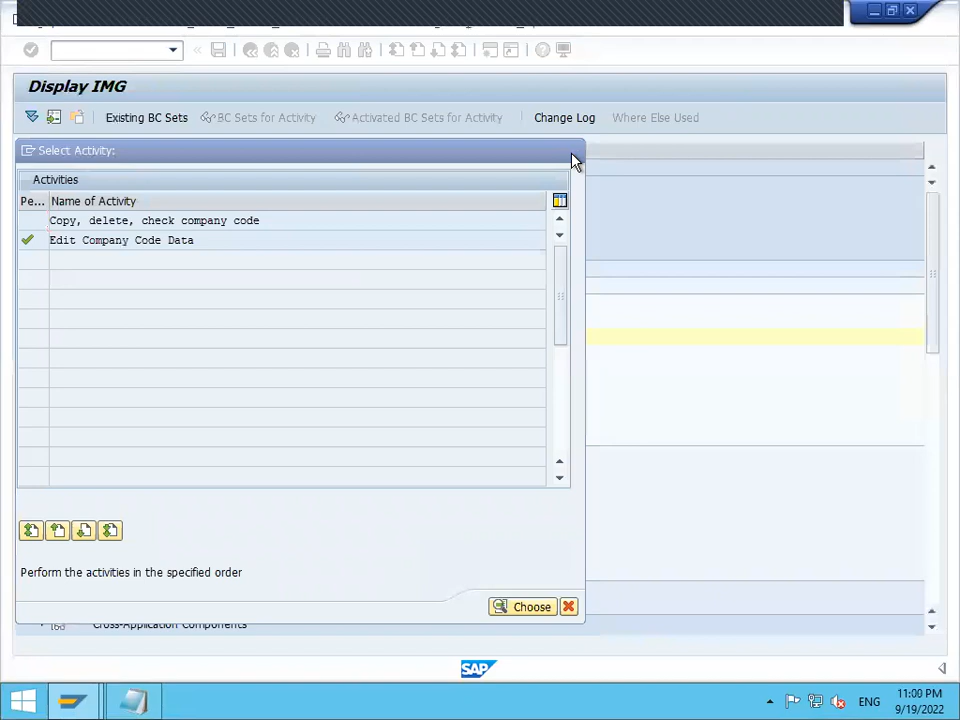 Display IMG
Existing BC Sets BC Sets for Activity Activated BC Sets for Activity Change Log Where Else Used
Select Activity:
Activities
Pe... Name of Activity
Copy, delete, check company code
Edit Company Code Data
Perform the activities in the specified order
Choose
Cross-Application Components
SAP
ENG
11:00 PM
9/19/2022